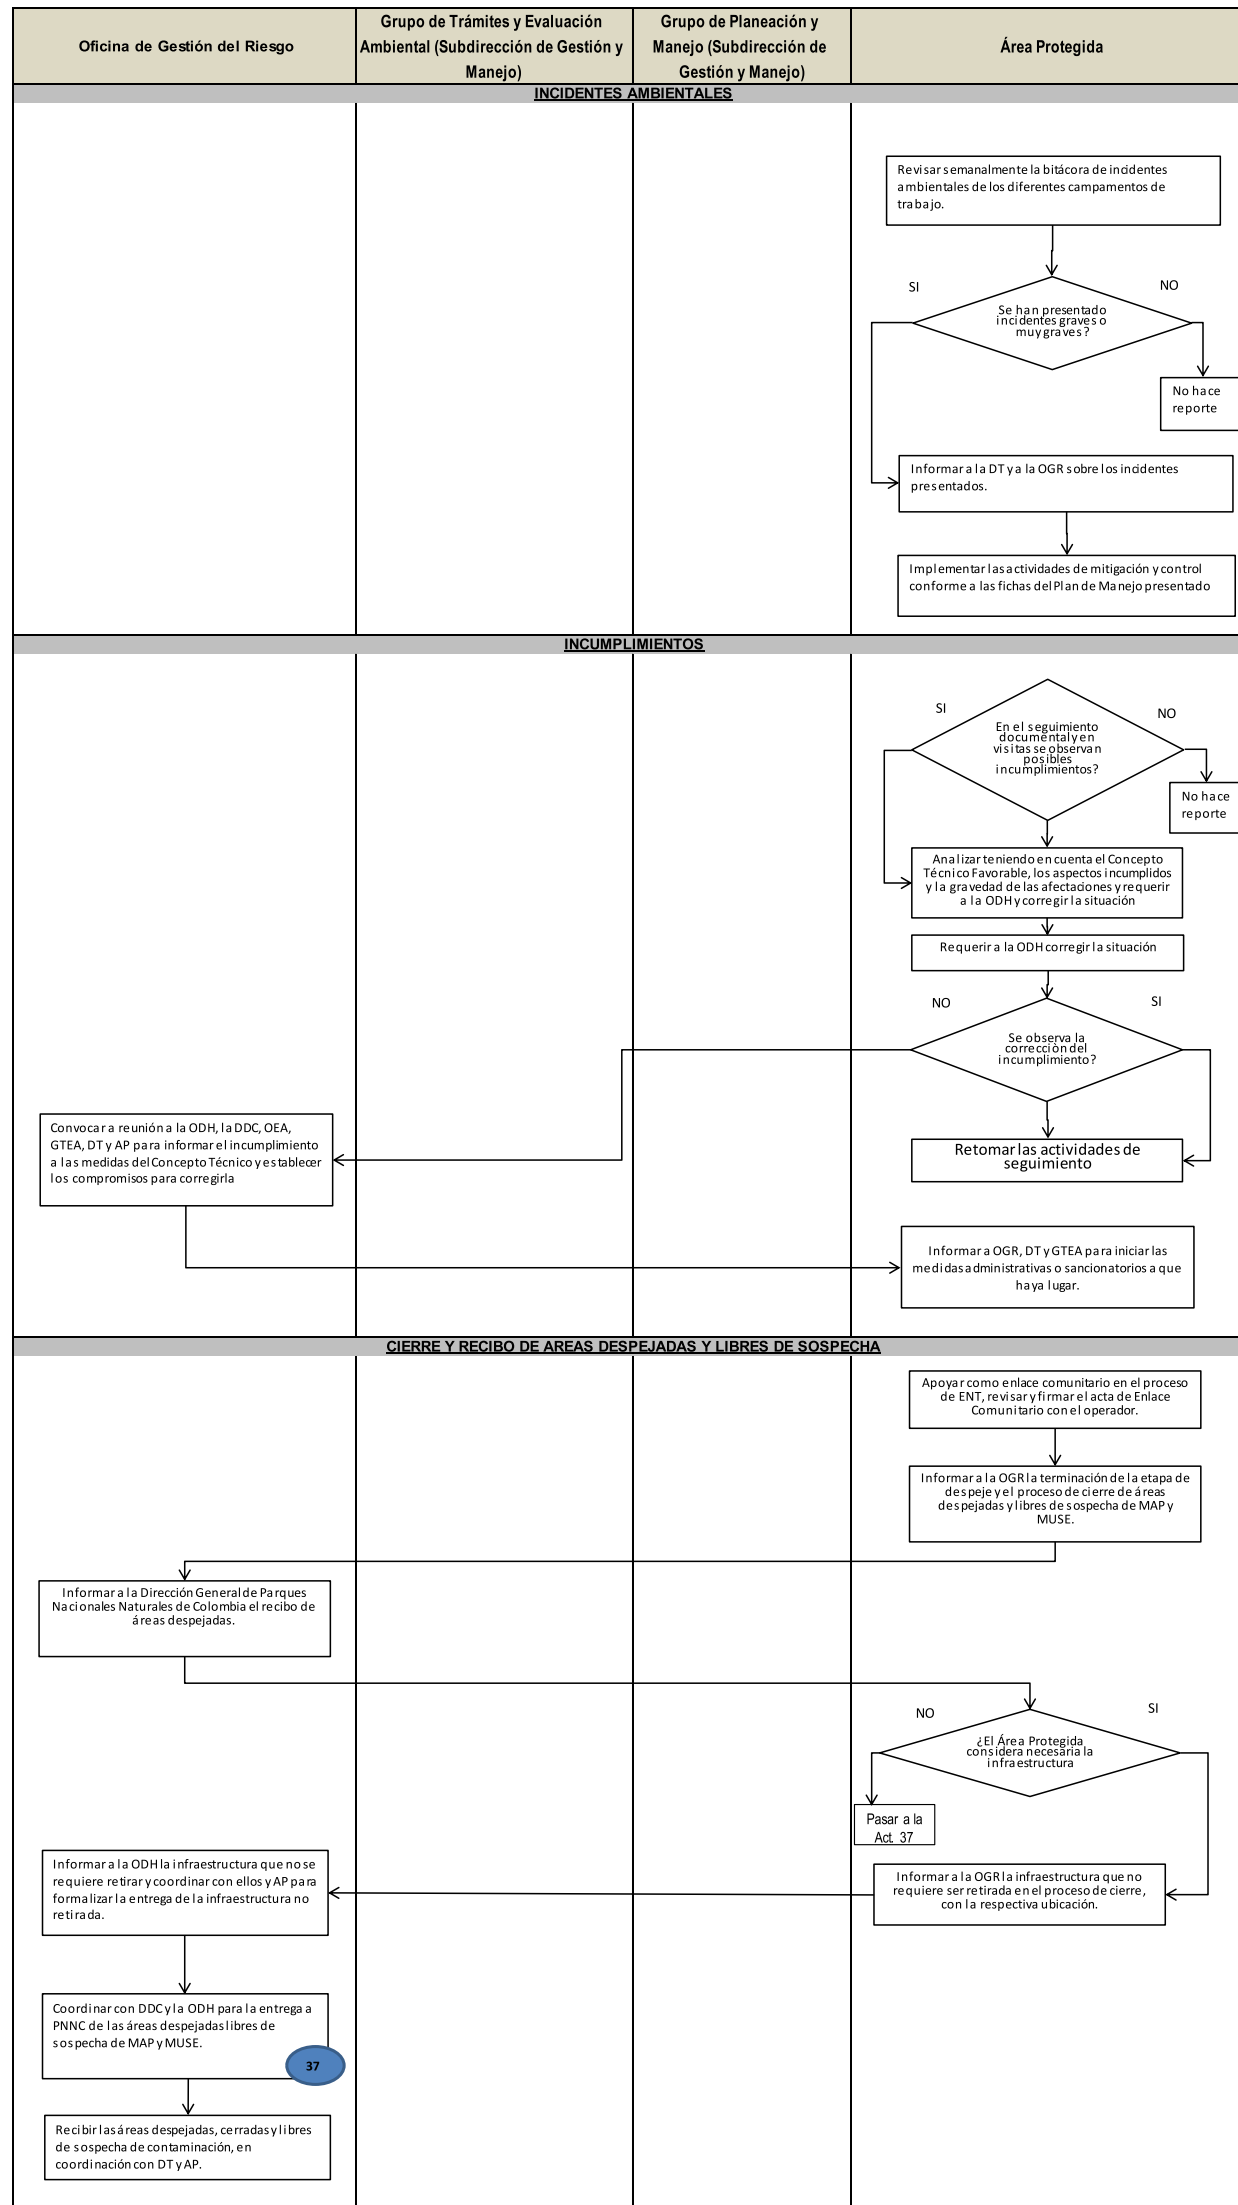 Oficina de Gestión del Riesgo
Grupo de Trámites y Evaluación
Ambiental (Subdirección de Gestión y
Manejo)
Grupo de Planeación y
Manejo (Subdirección de
Gestión y Manejo)
Área Protegida
INCIDENTES AMBIENTALES
Revisar semanalmente la bitácora de incidentes
ambientales de los diferentes campamentos de
trabajo.
SI
NO
Se han presentado
incidentes graves o
muy graves ?
No hace
reporte
Informar a la DT y a la OGR sobre los incidentes
presentados.
Implementar las actividades de mitigación y control
conforme a las fichas del Plan de Manejo presentado
INCUMPLIMIENTOS
SI
NO
En el seguimiento
documental y en
visitas se observan
posibles
incumplimientos?
No hace
reporte
Analizar teniendo en cuenta el Concepto
Técnico Favorable, los aspectos incumplidos
y la gravedad de las afectaciones y requerir
a la ODH y corregir la situación
Requerir a la ODH corregir la situación
NO
SI
Se observa la
correcciòn del
incumplimiento?
Convocar a reunión a la ODH, la DDC, OEA,
GTEA, DT y AP para informar el incumplimiento
a las medidas del Concepto Técnico y establecer
los compromisos para corregirla
Retomar las actividades de
seguimiento
Informar a OGR, DT y GTEA para iniciar las
medidas administrativas o sancionatorios a que
haya lugar.
CIERRE Y RECIBO DE AREAS DESPEJADAS Y LIBRES DE SOSPECHA
Apoyar como enlace comunitario en el proceso
de ENT, revisar y firmar el acta de Enlace
Comunitario con el operador.
Informar a la OGR la terminación de la etapa de
despeje y el proceso de cierre de áreas
despejadas y libres de sospecha de MAP y
MUSE.
Informar a la Dirección General de Parques
Nacionales Naturales de Colombia el recibo de
áreas despejadas.
NO
SI
¿El Área Protegida
considera necesaria la
infraestructura
Pasar a la
Act. 37
Informar a la ODH la infraestructura que no se
requiere retirar y coordinar con ellos y AP para
formalizar la entrega de la infraestructura no
retirada.
Informar a la OGR la infraestructura que no
requiere ser retirada en el proceso de cierre,
con la respectiva ubicación.
Coordinar con DDC y la ODH para la entrega a
PNNC de las áreas despejadas libres de
sospecha de MAP y MUSE.
37
Recibir las áreas despejadas, cerradas y libres
de sospecha de contaminación, en
coordinación con DT y AP.